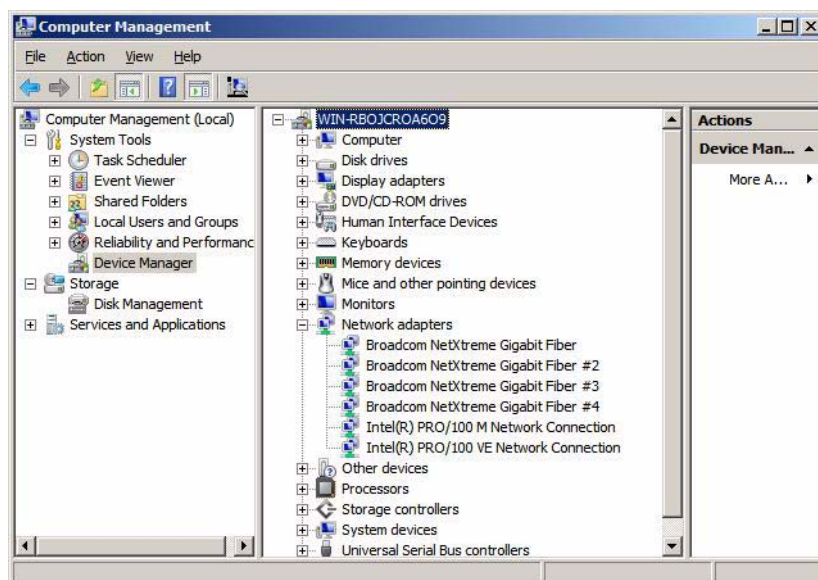 Computer Management
File Action View Help
Computer Management (Local)
System Tools
Task Scheduler
Event Viewer
Shared Folders
Local Users and Groups
Reliability and Performanc
Device Manager
Storage
Disk Management
Services and Applications
WIN-RBOJCROA6O9
Computer
Disk drives
Display adapters
DVD/CD-ROM drives
Human Interface Devices
Keyboards
Memory devices
Mice and other pointing devices
Monitors
Network adapters
Broadcom NetXtreme Gigabit Fiber
Broadcom NetXtreme Gigabit Fiber #2
Broadcom NetXtreme Gigabit Fiber #3
Broadcom NetXtreme Gigabit Fiber #4
Intel(R) PRO/100 M Network Connection
Intel(R) PRO/100 VE Network Connection
Other devices
Processors
Storage controllers
System devices
Universal Serial Bus controllers
Actions
Device Man...
More A...